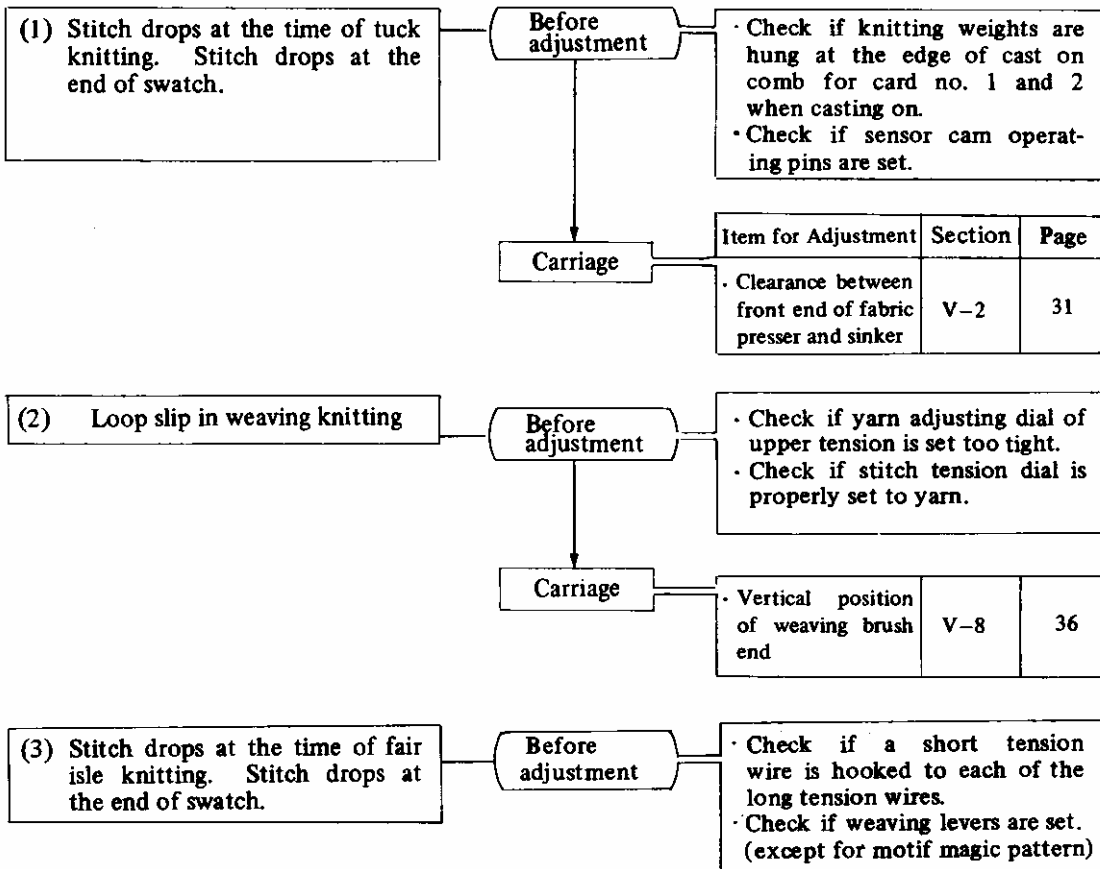 (1) Stitch drops at the time of tuck
knitting. Stitch drops at the
end of swatch.
Before
adjustment
· Check if knitting weights are
hung at the edge of cast on
comb for card no. 1 and 2
when casting on.
· Check if sensor cam operat-
ing pins are set.
Carriage
Item for Adjustment Section Page
· Clearance between
front end of fabric
presser and sinker
V–2
31
(2) Loop slip in weaving knitting
Before
adjustment
· Check if yarn adjusting dial of
upper tension is set too tight.
· Check if stitch tension dial is
properly set to yarn.
Carriage
· Vertical position
of weaving brush
end
V–8
36
(3) Stitch drops at the time of fair
isle knitting. Stitch drops at
the end of swatch.
Before
adjustment
· Check if a short tension
wire is hooked to each of the
long tension wires.
· Check if weaving levers are set.
(except for motif magic pattern)